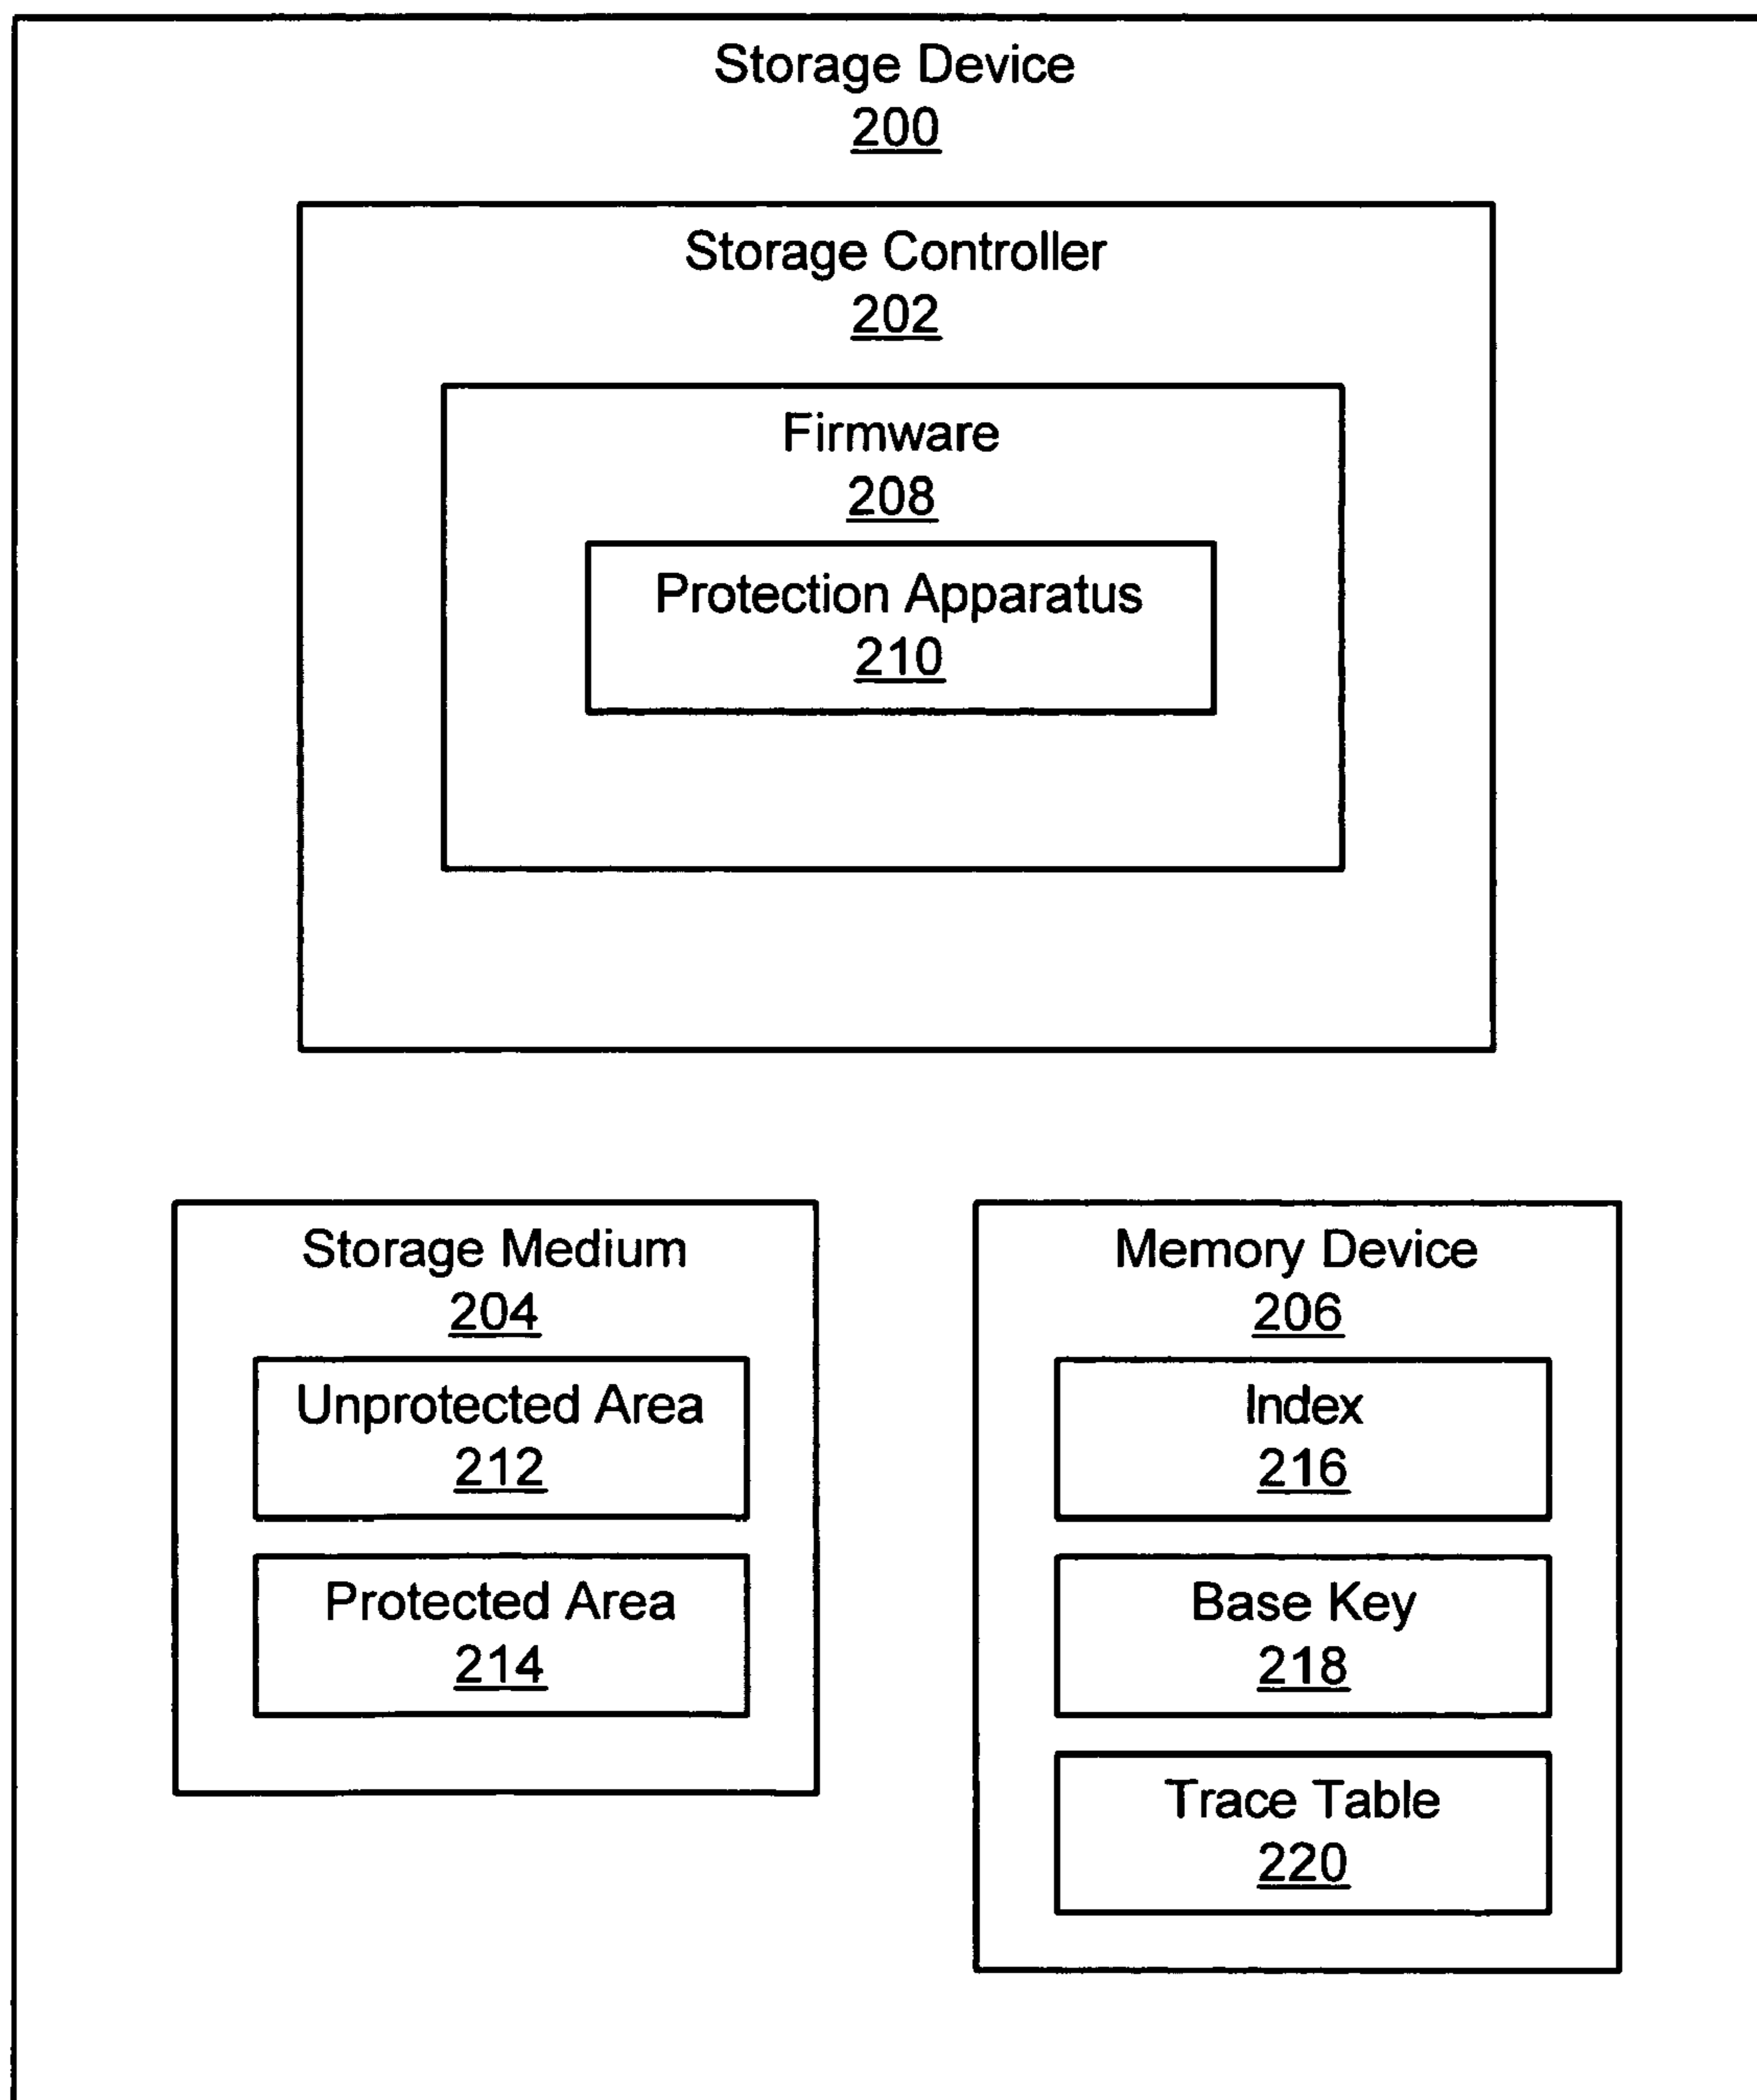 Storage Device
200
Storage Controller
202
Firmware
208
Protection Apparatus
210
Storage Medium
204
Unprotected Area
212
Protected Area
214
Memory Device
206
Index
216
Base Key
218
Trace Table
220